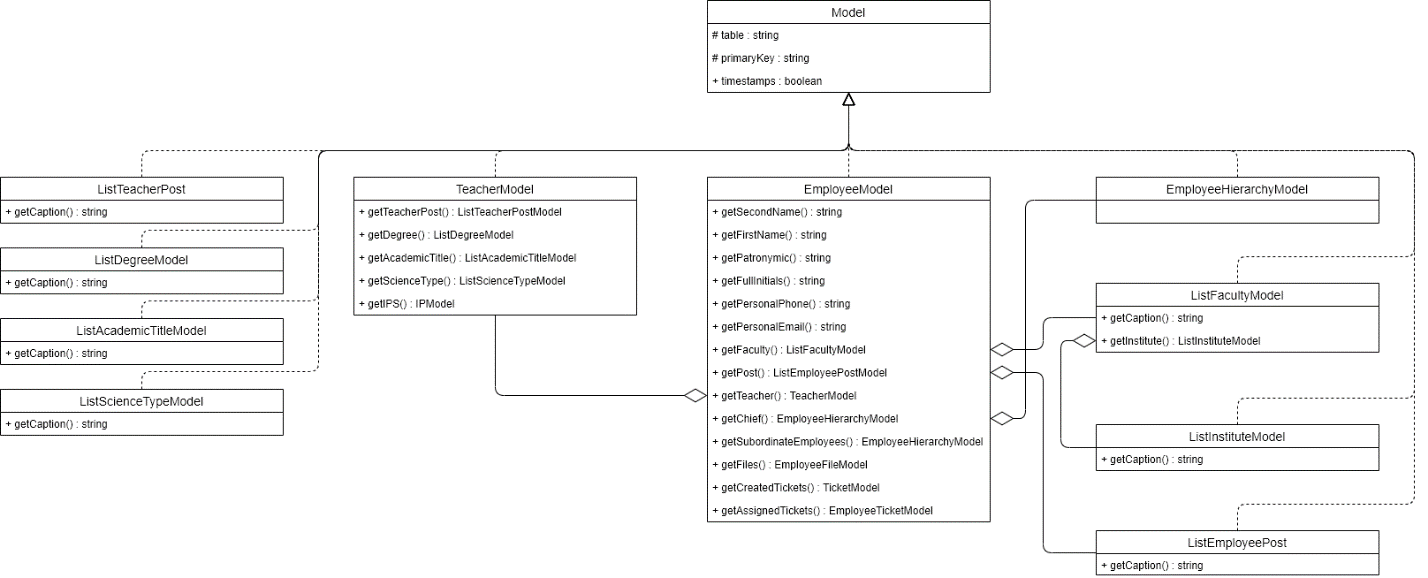 Model
# table : string
# primaryKey : string
+ timestamps : boolean
ListTeacherPost
+ getCaption() : string
ListDegreeModel
+ getCaption() : string
ListAcademicTitleModel
+ getCaption() : string
ListScienceTypeModel
+ getCaption() : string
TeacherModel
+ getTeacherPost() : ListTeacherPostModel
+ getDegree() : ListDegreeModel
+ getAcademicTitle() : ListAcademicTitleModel
+ getScienceType() : ListScienceTypeModel
+ getIPS() : IPModel
EmployeeModel
+ getSecondName() : string
+ getFirstName() : string
+ getPatronymic() : string
+ getFullInitials() : string
+ getPersonalPhone() : string
+ getPersonalEmail() : string
+ getFaculty() : ListFacultyModel
+ getPost() : ListEmployeePostModel
+ getTeacher() : TeacherModel
+ getChief() : EmployeeHierarchyModel
+ getSubordinateEmployees() : EmployeeHierarchyModel
+ getFiles() : EmployeeFileModel
+ getCreatedTickets() : TicketModel
+ getAssignedTickets() : EmployeeTicketModel
EmployeeHierarchyModel
ListFacultyModel
+ getCaption() : string
+ getInstitute() : ListInstituteModel
ListInstituteModel
+ getCaption() : string
ListEmployeePost
+ getCaption() : string